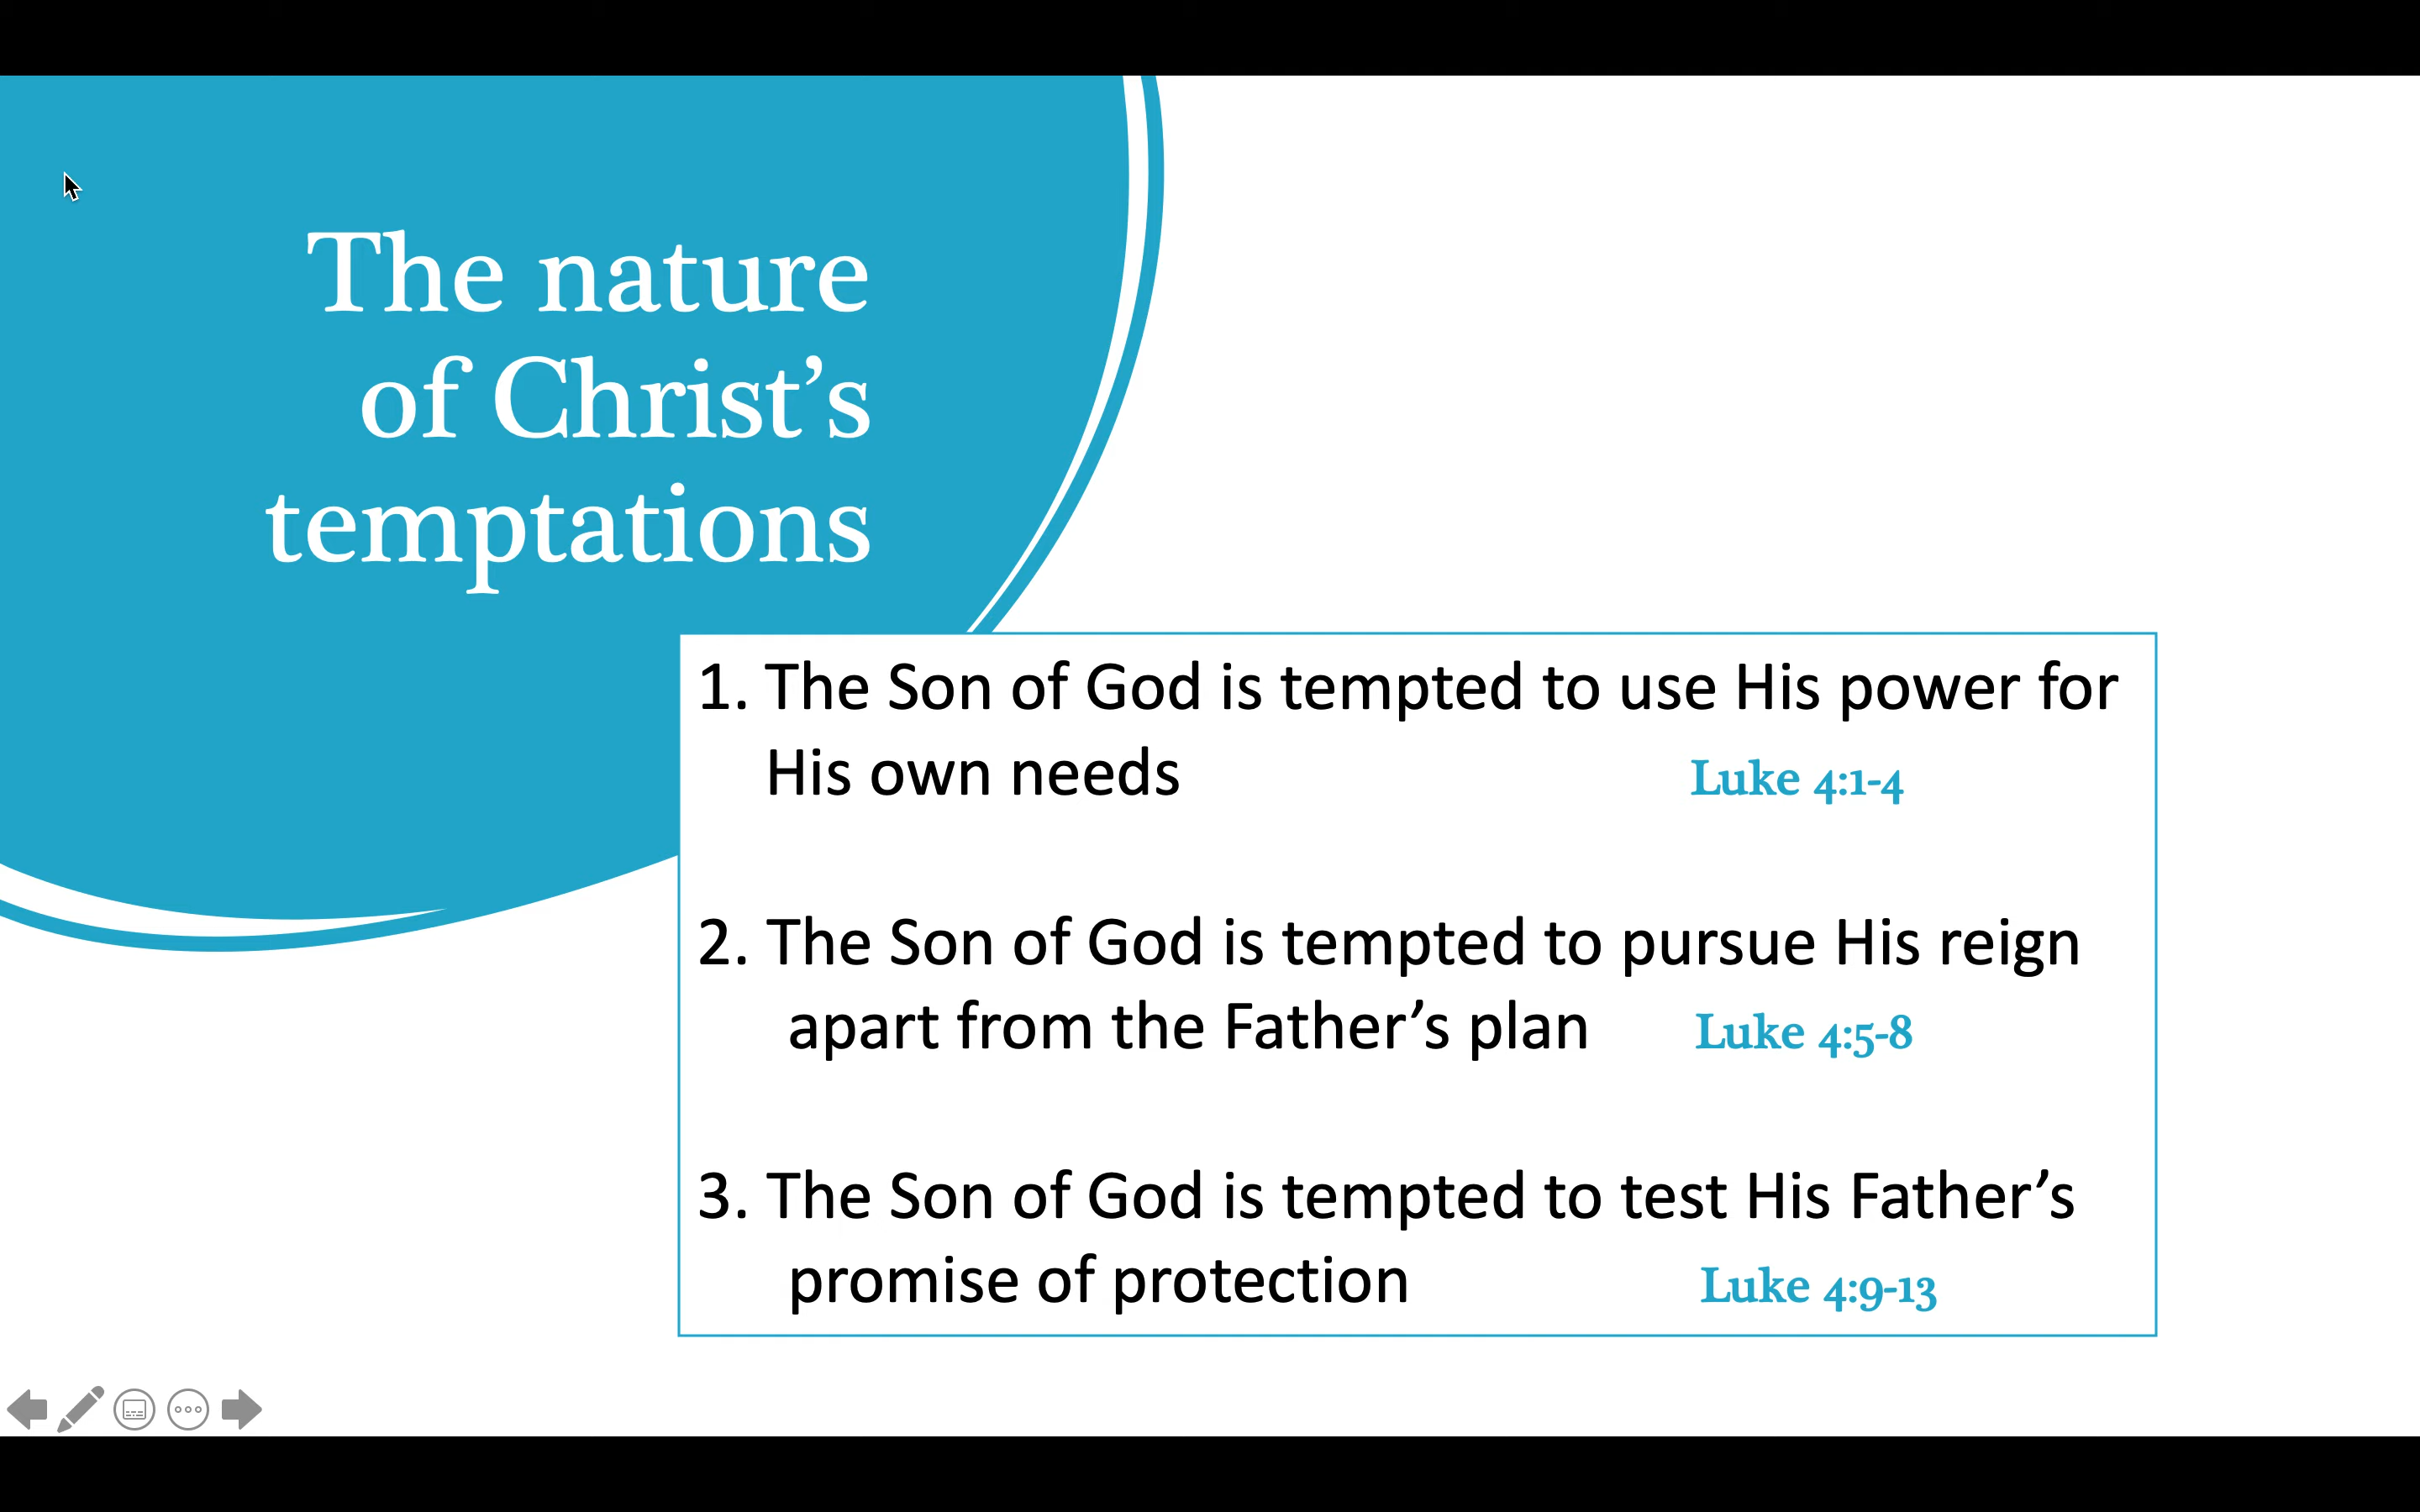 The nature
of Christ’s
temptations
1. The Son of God is tempted to use His power for
His own needs Luke 4:1-4
2. The Son of God is tempted to pursue His reign
apart from the Father’s plan Luke 4:5-8
3. The Son of God is tempted to test His Father’s
promise of protection Luke 4:9-13